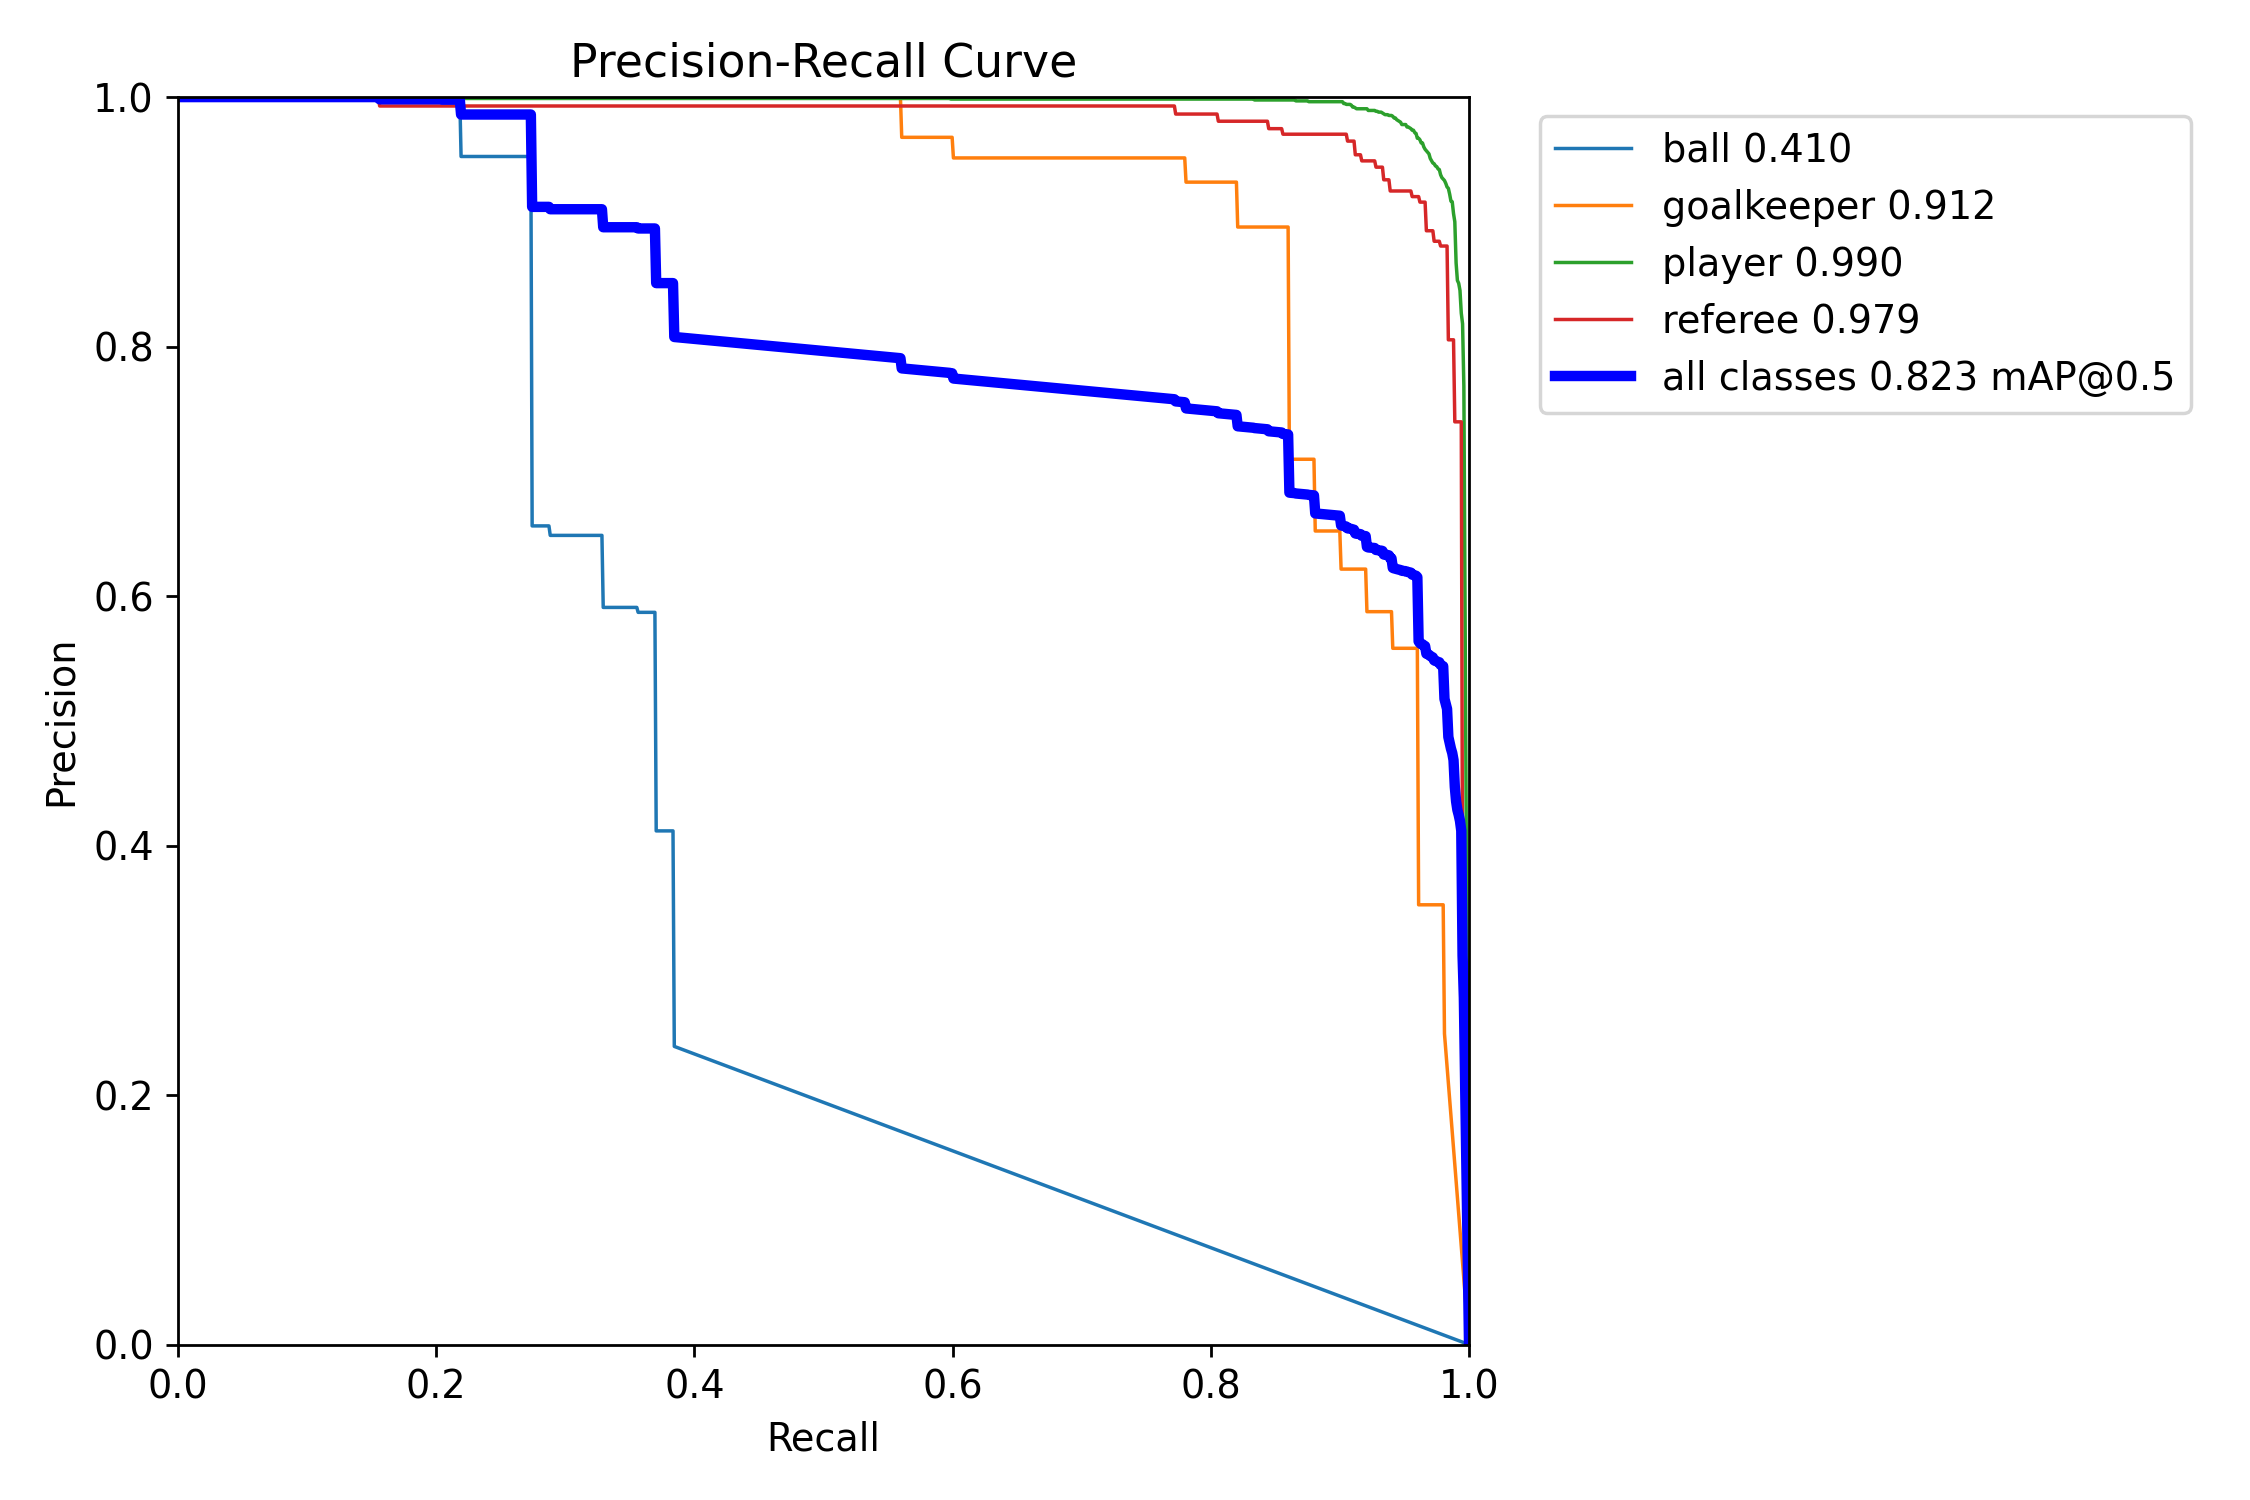 Precision-Recall Curve
1.0
0.8
0.6
0.4
0.2
0.0
Precision
0.0 0.2 0.4 0.6 0.8 1.0
Recall
ball 0.410
goalkeeper 0.912
player 0.990
referee 0.979
all classes 0.823 mAP@0.5